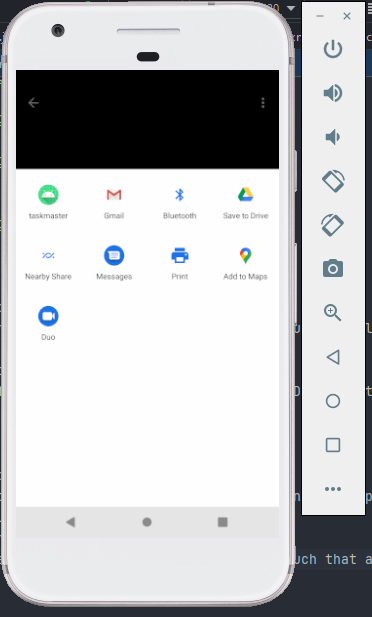 taskmaster Gmail Bluetooth Save to Drive
Nearby Share Messages Print Add to Maps
Duo
uch that a